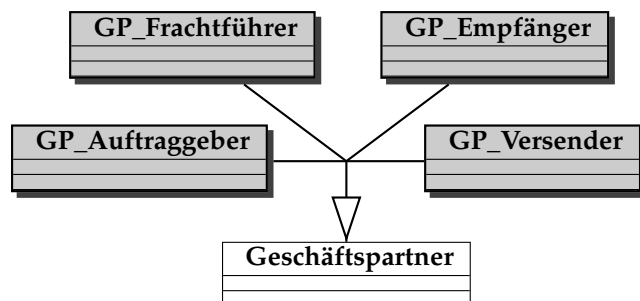 GP_Frachtführer
GP_Empfänger
GP_Auftraggeber
GP_Versender
Geschäftspartner